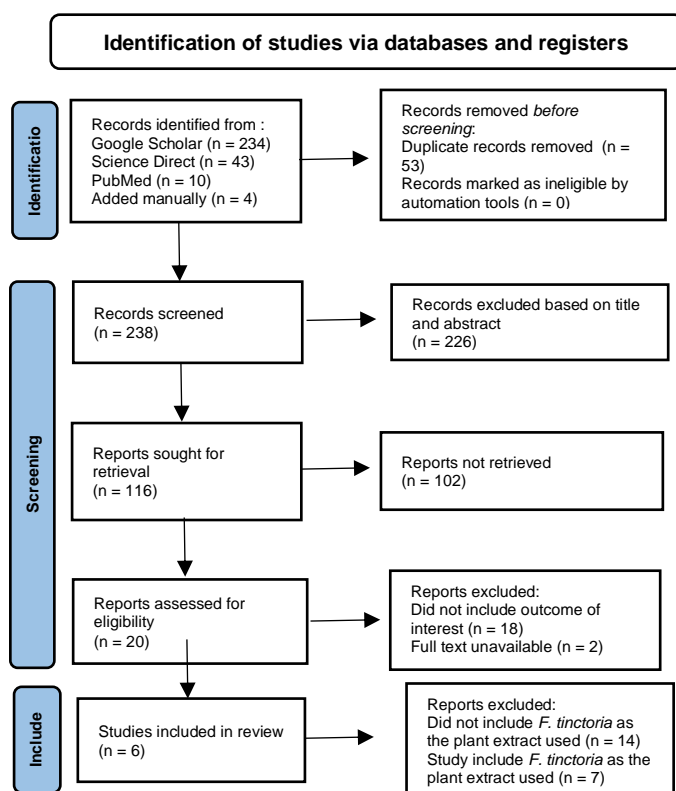 Identification of studies via databases and registers
Identificatio
Records identified from :
Google Scholar (n = 234)
Science Direct (n = 43)
PubMed (n = 10)
Added manually (n = 4)
Records removed before
screening:
Duplicate records removed (n =
53)
Records marked as ineligible by
automation tools (n = 0)
Screening
Records screened
(n = 238)
Records excluded based on title
and abstract
(n = 226)
Reports sought for
retrieval
(n = 116)
Reports not retrieved
(n = 102)
Reports assessed for
eligibility
(n = 20)
Reports excluded:
Did not include outcome of
interest (n = 18)
Full text unavailable (n = 2)
Include
Studies included in review
(n = 6)
Reports excluded:
Did not include F. tinctoria as
the plant extract used (n = 14)
Study include F. tinctoria as the
plant extract used (n = 7)